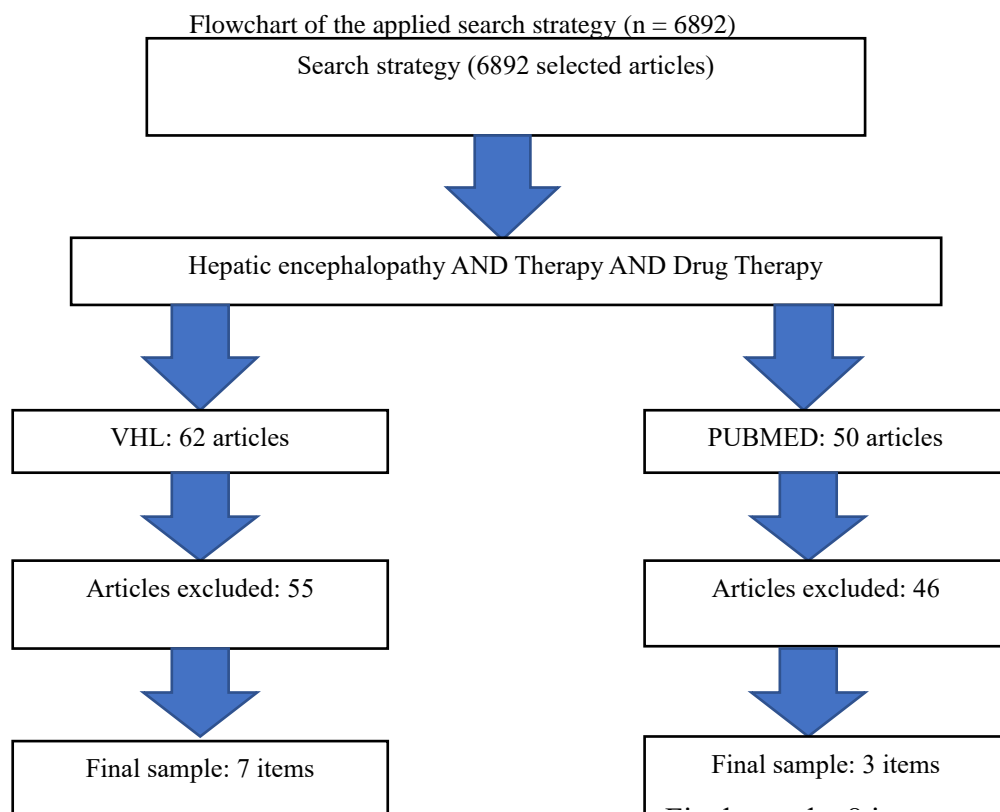 Flowchart of the applied search strategy (n = 6892)
Search strategy (6892 selected articles)
Hepatic encephalopathy AND Therapy AND Drug Therapy
VHL: 62 articles
PUBMED: 50 articles
Articles excluded: 55
Articles excluded: 46
Final sample: 7 items
Final sample: 3 items